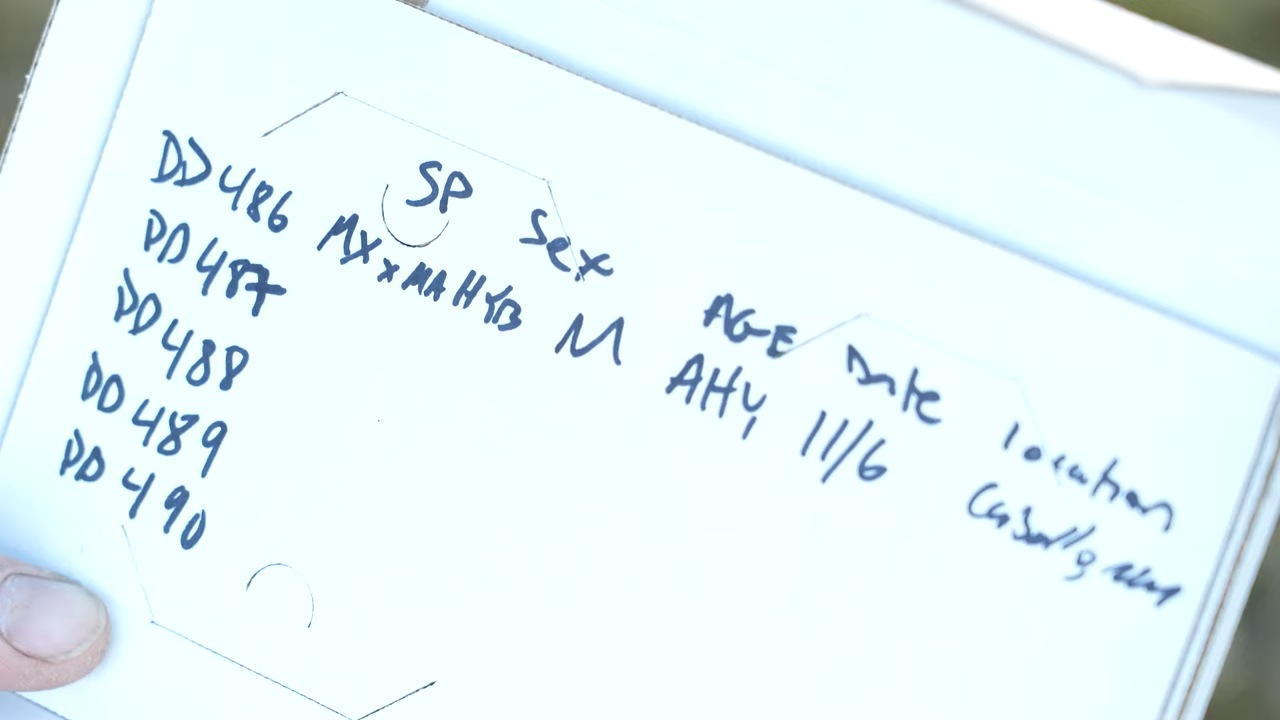 SP Sex AGE Date location
DD486 MX x MA HYB M AHY 11/6
DD487
DD488
DD489
DD490